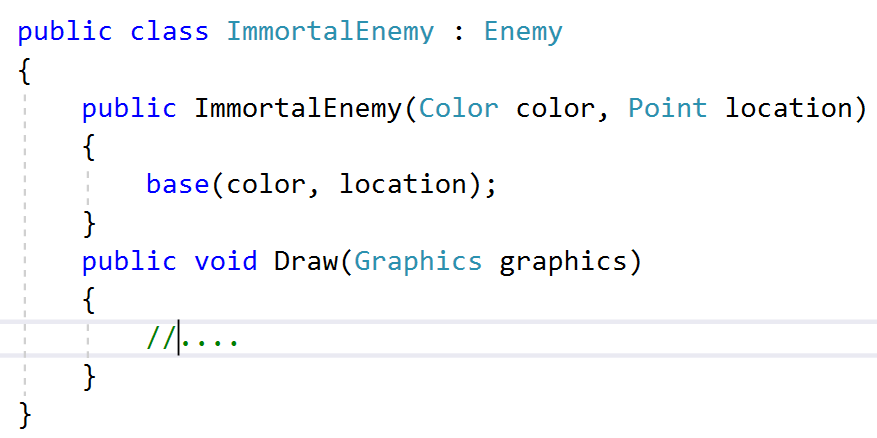 public class ImmortalEnemy : Enemy
{
public ImmortalEnemy(Color color, Point location)
{
base(color, location);
}
public void Draw(Graphics graphics)
{
//....
}
}